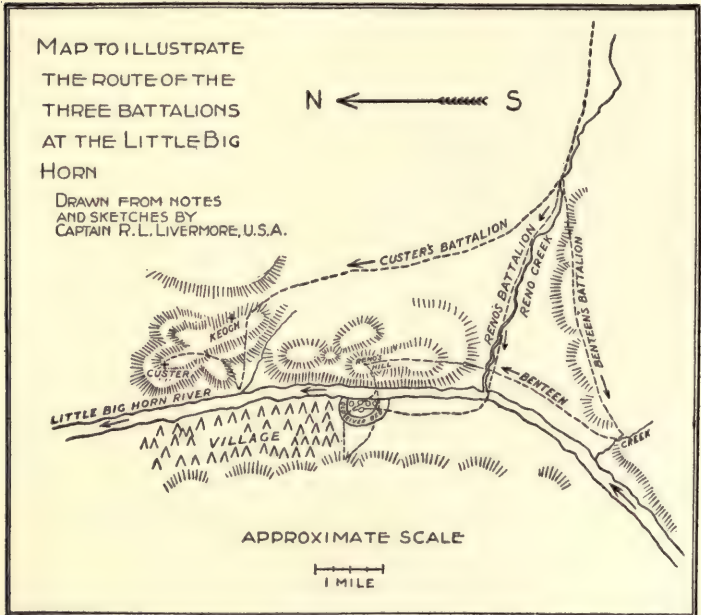 MAP TO ILLUSTRATE
THE ROUTE OF THE
THREE BATTALIONS
AT THE LITTLE BIG
HORN
DRAWN FROM NOTES
AND SKETCHES BY
CAPTAIN R.L. LIVERMORE, U.S.A.
N S
CUSTER'S BATTALION
RENO'S BATTALION
RENO CREEK
BENTEEN'S BATTALION
KEOGH
CUSTER
RENO'S
HILL
BENTEEN
LITTLE BIG HORN RIVER
VILLAGE
CREEK
APPROXIMATE SCALE
1 MILE